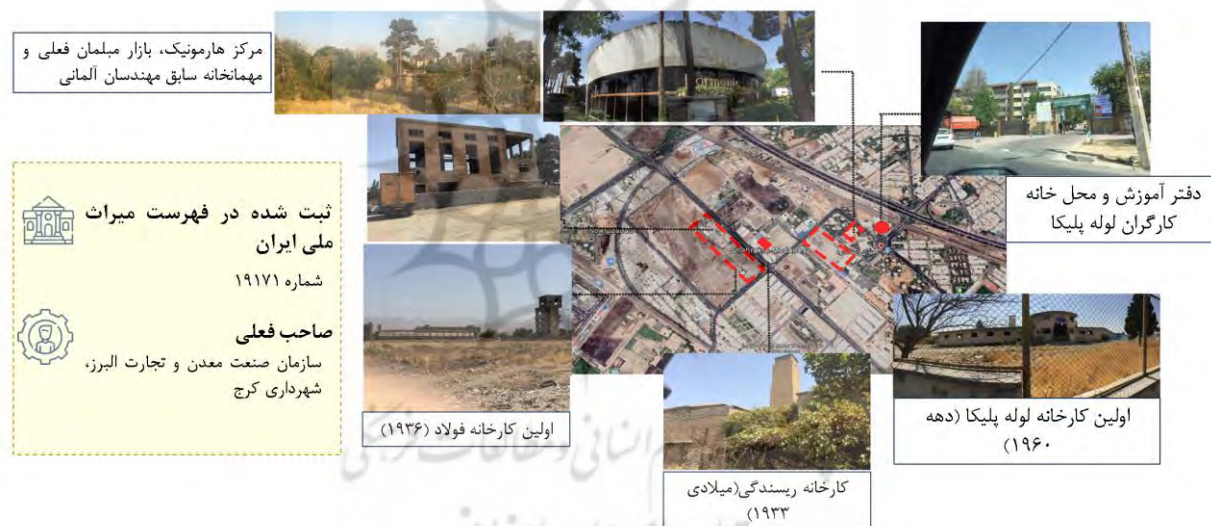 مرکز هارمونیک، بازار مبلمان فعلی و
مهمانخانه سابق مهندسان آلمانی
دفتر آموزش و محل خانه
کارگران لوله پلیکا
ثبت شده در فهرست میراث
ملی ایران
شماره ۱۹۱۷۱
صاحب فعلی
سازمان صنعت معدن و تجارت البرز،
شهرداری کرج
اولین کارخانه فولاد (۱۹۳۶)
اولین کارخانه لوله پلیکا (دهه
۱۹۶۰)
کارخانه ریسندگی(میلادی
۱۹۳۳)